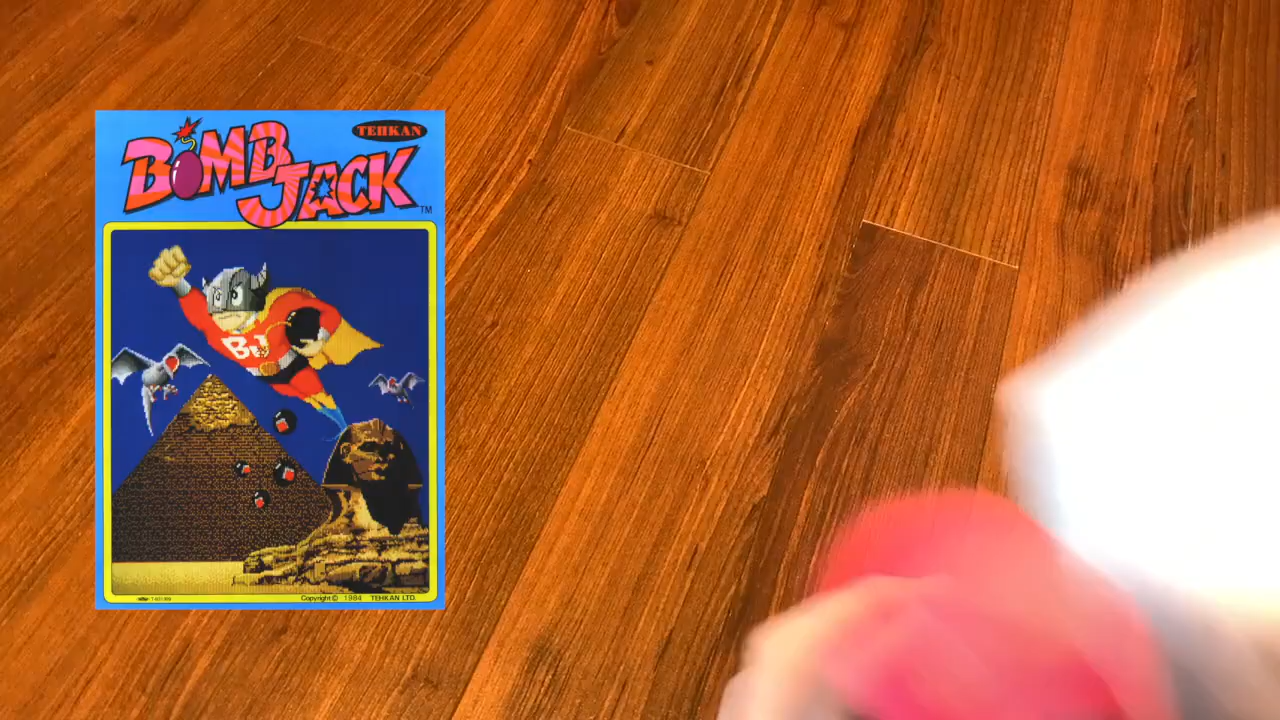 TEHKAN
BOMB
JACK
TM
BJ
Copyright © 1984 TEHKAN LTD.